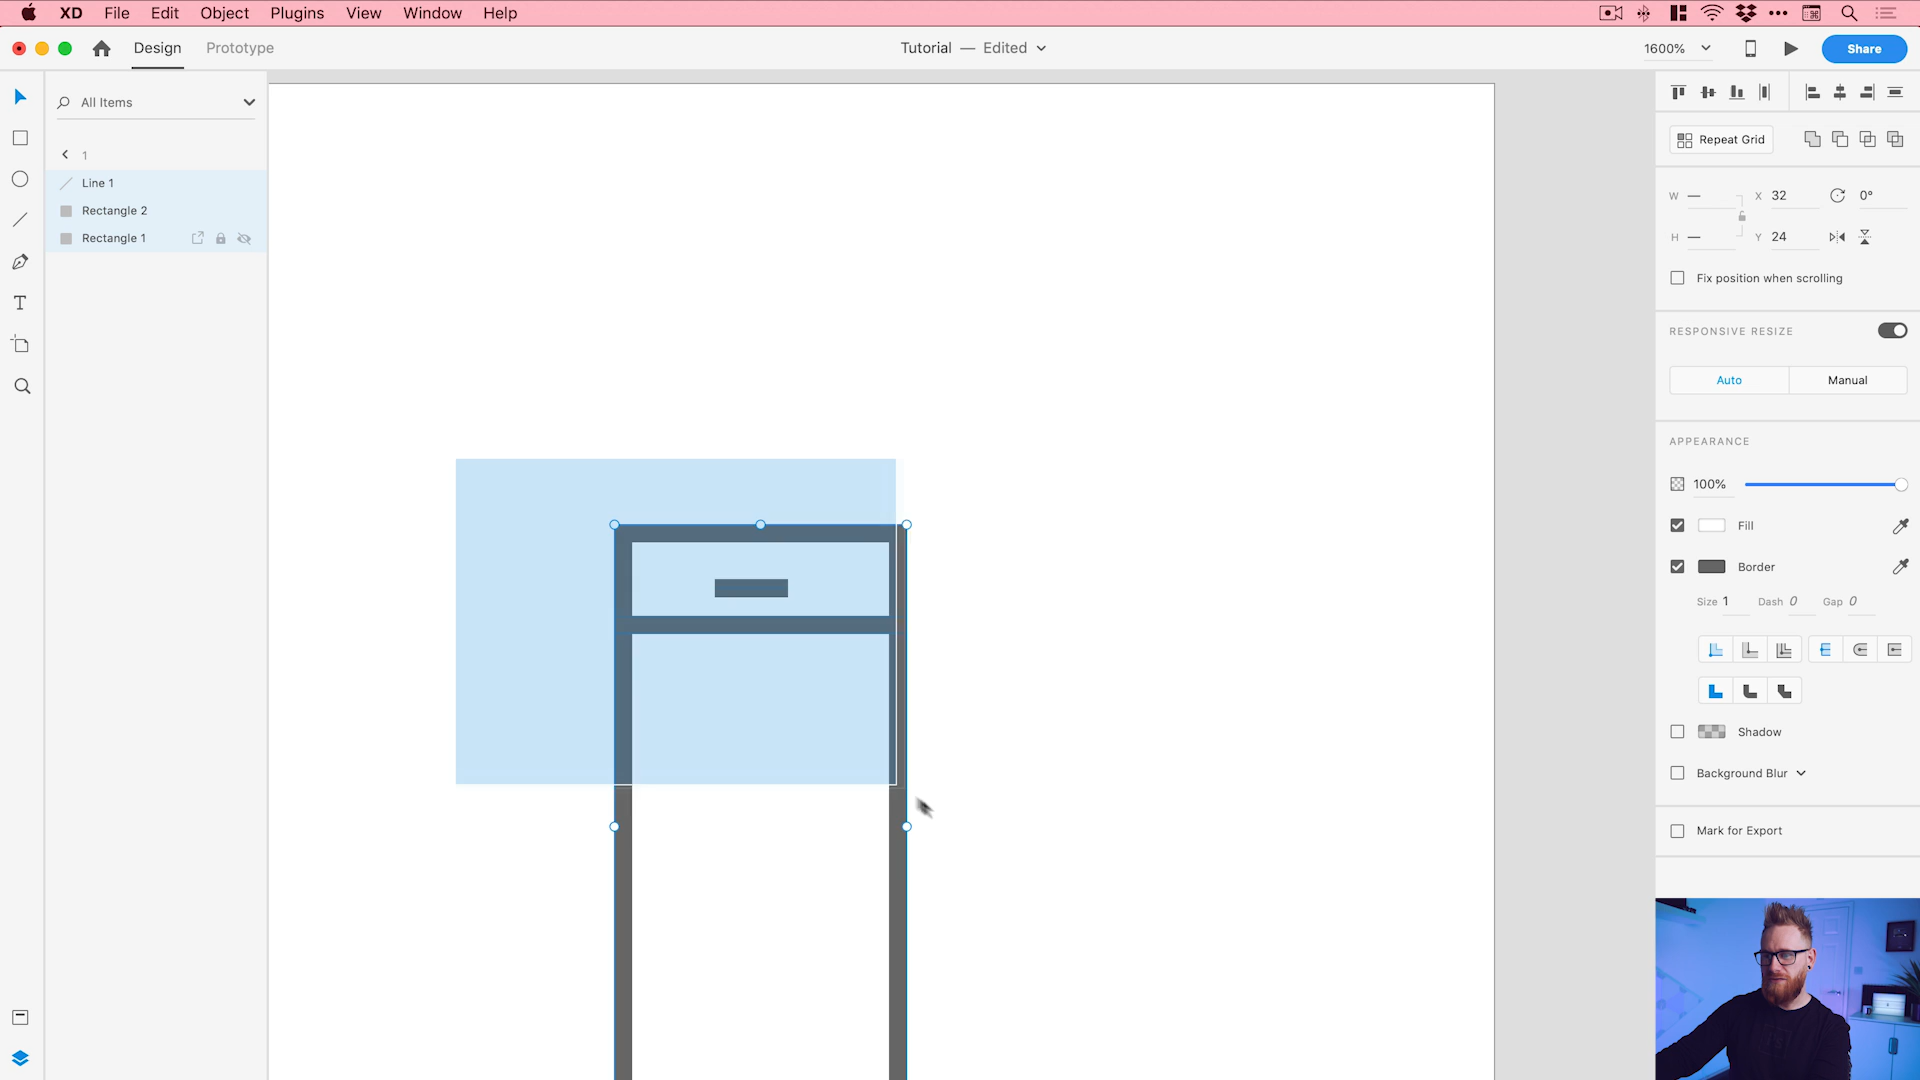 XD File Edit Object Plugins View Window Help
Design Prototype Tutorial — Edited 1600% Share
All Items
1
Line 1
Rectangle 2
Rectangle 1
Repeat Grid
W — X 32 0°
H — Y 24
Fix position when scrolling
RESPONSIVE RESIZE
Auto Manual
APPEARANCE
100%
Fill
Border
Size 1 Dash 0 Gap 0
Shadow
Background Blur
Mark for Export